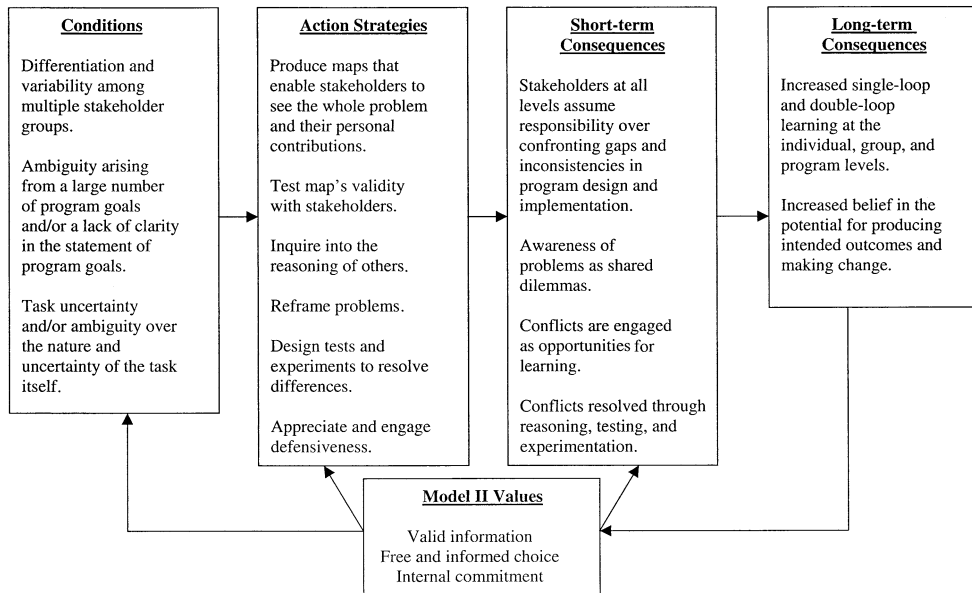 Conditions
Differentiation and
variability among
multiple stakeholder
groups.
Ambiguity arising
from a large number
of program goals
and/or a lack of clarity
in the statement of
program goals.
Task uncertainty
and/or ambiguity over
the nature and
uncertainty of the task
itself.
Action Strategies
Produce maps that
enable stakeholders to
see the whole problem
and their personal
contributions.
Test map's validity
with stakeholders.
Inquire into the
reasoning of others.
Reframe problems.
Design tests and
experiments to resolve
differences.
Appreciate and engage
defensiveness.
Short-term
Consequences
Stakeholders at all
levels assume
responsibility over
confronting gaps and
inconsistencies in
program design and
implementation.
Awareness of
problems as shared
dilemmas.
Conflicts are engaged
as opportunities for
learning.
Conflicts resolved through
reasoning, testing, and
experimentation.
Long-term
Consequences
Increased single-loop
and double-loop
learning at the
individual, group, and
program levels.
Increased belief in the
potential for producing
intended outcomes and
making change.
Model II Values
Valid information
Free and informed choice
Internal commitment